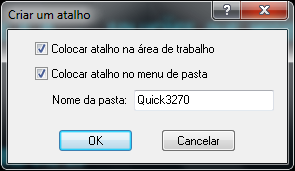 Criar um atalho
Colocar atalho na área de trabalho
Colocar atalho no menu de pasta
Nome da pasta: Quick3270
OK Cancelar